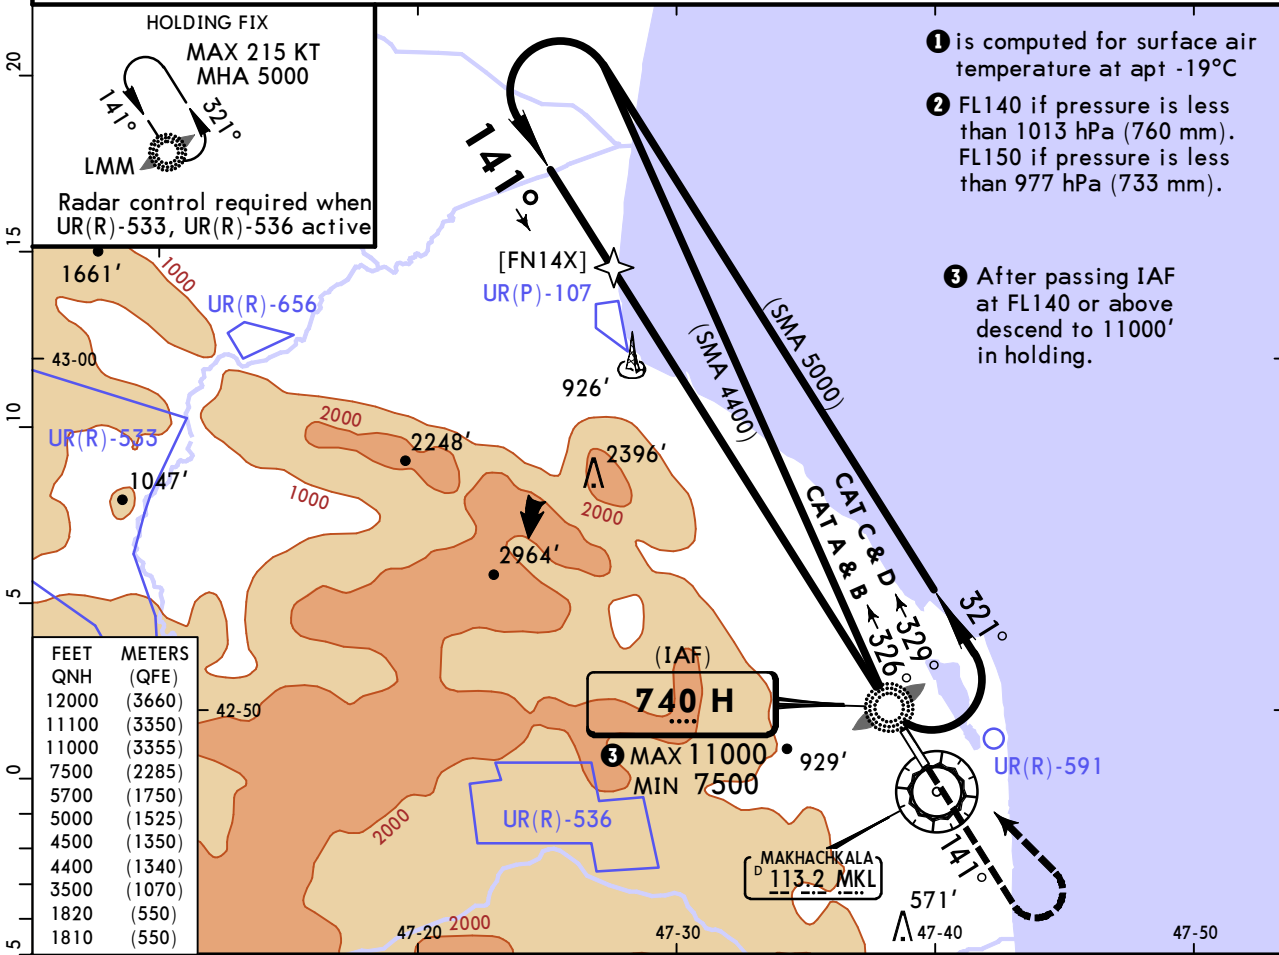 HOLDING FIX
MAX 215 KT
MHA 5000
141°
321°
LMM
Radar control required when
UR(R)-533, UR(R)-536 active
1 is computed for surface air
temperature at apt -19°C
2 FL140 if pressure is less
than 1013 hPa (760 mm).
FL150 if pressure is less
than 977 hPa (733 mm).
3 After passing IAF
at FL140 or above
descend to 11000'
in holding.
20
15
10
5
0
5
141°
[FN14X]
UR(P)-107
1661'
1000
UR(R)-656
43-00
926'
(SMA 5000)
(SMA 4400)
2000
2248'
2396'
UR(R)-533
1047'
1000
2000
2964'
CAT C & D
CAT A & B
329°
326°
321°
(IAF)
740 H
3 MAX 11000
MIN 7500
929'
UR(R)-591
42-50
UR(R)-536
2000
MAKHACHKALA
D 113.2 MKL
141°
571'
2000
47-20
47-30
47-40
47-50
FEET METERS
QNH (QFE)
12000 (3660)
11100 (3350)
11000 (3355)
7500 (2285)
5700 (1750)
5000 (1525)
4500 (1350)
4400 (1340)
3500 (1070)
1820 (550)
1810 (550)